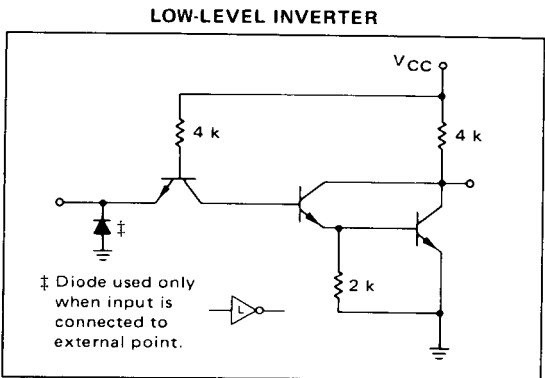 LOW-LEVEL INVERTER
VCC
4 k
4 k
‡
2 k
‡ Diode used only
when input is
connected to
external point.
L